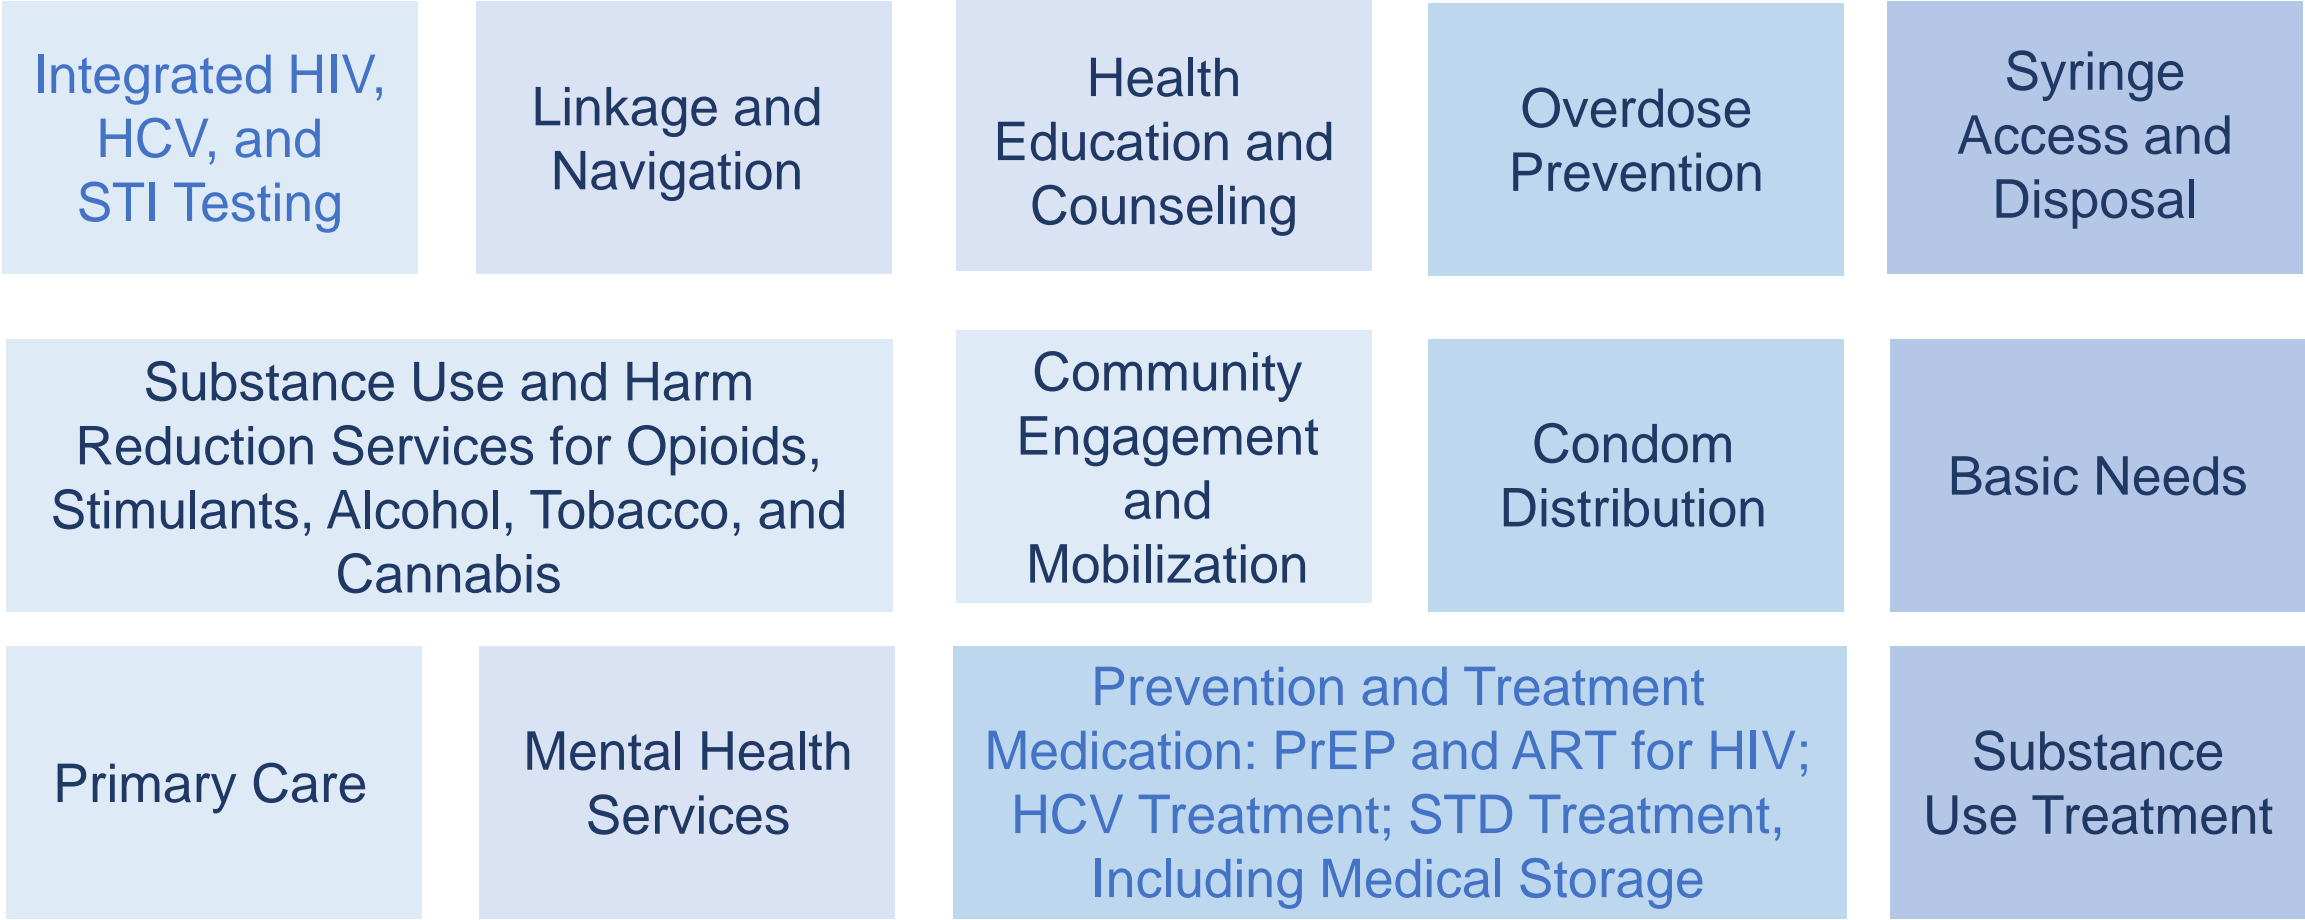 Integrated HIV,
HCV, and
STI Testing
Linkage and
Navigation
Health
Education and
Counseling
Overdose
Prevention
Syringe
Access and
Disposal
Substance Use and Harm
Reduction Services for Opioids,
Stimulants, Alcohol, Tobacco, and
Cannabis
Community
Engagement
and
Mobilization
Condom
Distribution
Basic Needs
Primary Care
Mental Health
Services
Prevention and Treatment
Medication: PrEP and ART for HIV;
HCV Treatment; STD Treatment,
Including Medical Storage
Substance
Use Treatment